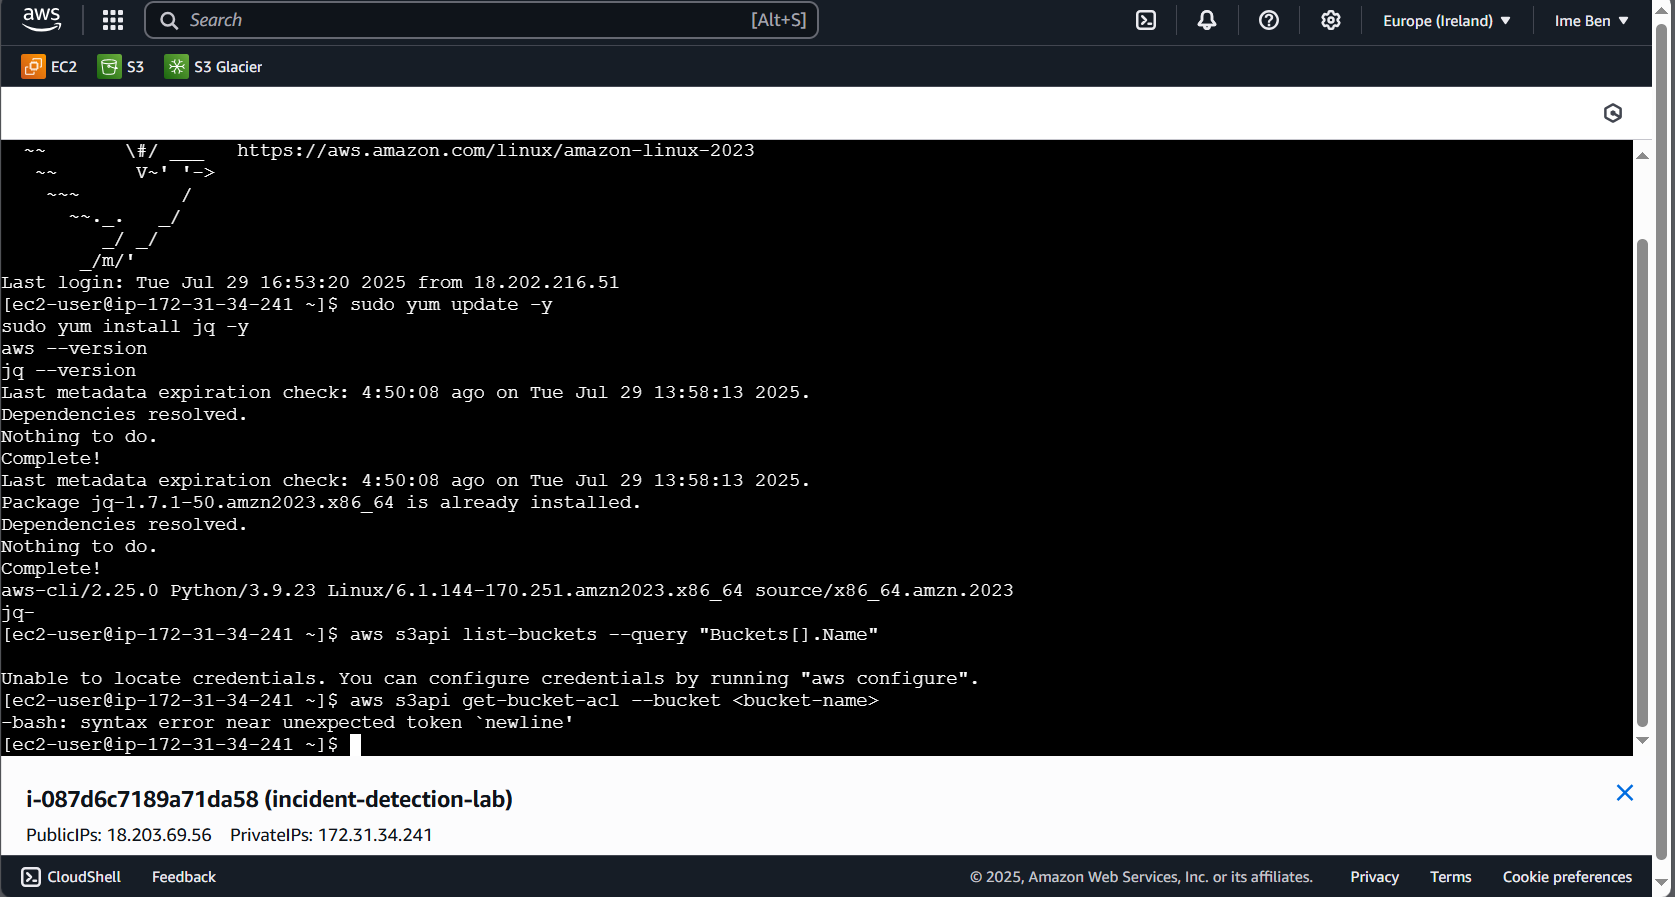 aws
Search [Alt+S]
Europe (Ireland) ▼
Ime Ben ▼
EC2 S3 S3 Glacier
~~       \#/ ___   https://aws.amazon.com/linux/amazon-linux-2023
~~       V~' '->
~~~         /
~~._.   _/
_/ _/
_/m/'
Last login: Tue Jul 29 16:53:20 2025 from 18.202.216.51
[ec2-user@ip-172-31-34-241 ~]$ sudo yum update -y
sudo yum install jq -y
aws --version
jq --version
Last metadata expiration check: 4:50:08 ago on Tue Jul 29 13:58:13 2025.
Dependencies resolved.
Nothing to do.
Complete!
Last metadata expiration check: 4:50:08 ago on Tue Jul 29 13:58:13 2025.
Package jq-1.7.1-50.amzn2023.x86_64 is already installed.
Dependencies resolved.
Nothing to do.
Complete!
aws-cli/2.25.0 Python/3.9.23 Linux/6.1.144-170.251.amzn2023.x86_64 source/x86_64.amzn.2023
jq-
[ec2-user@ip-172-31-34-241 ~]$ aws s3api list-buckets --query "Buckets[].Name"
Unable to locate credentials. You can configure credentials by running "aws configure".
[ec2-user@ip-172-31-34-241 ~]$ aws s3api get-bucket-acl --bucket <bucket-name>
-bash: syntax error near unexpected token `newline'
[ec2-user@ip-172-31-34-241 ~]$
i-087d6c7189a71da58 (incident-detection-lab)
PublicIPs: 18.203.69.56 PrivateIPs: 172.31.34.241
CloudShell Feedback © 2025, Amazon Web Services, Inc. or its affiliates. Privacy Terms Cookie preferences